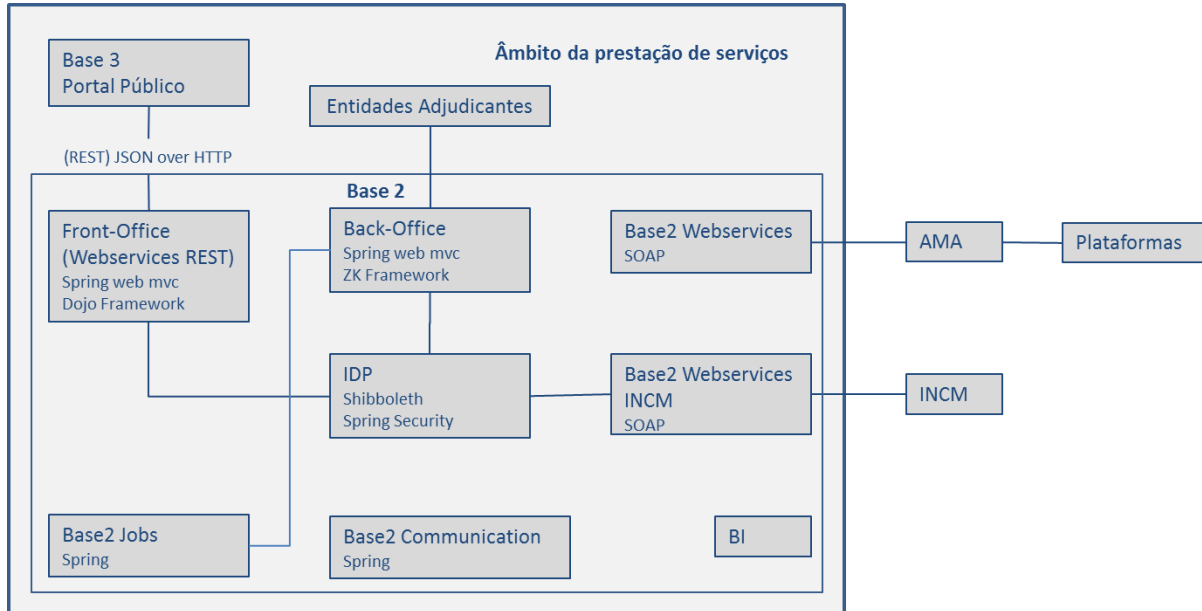 Âmbito da prestação de serviços
Base 3
Portal Público
Entidades Adjudicantes
(REST) JSON over HTTP
Base 2
Front-Office
(Webservices REST)
Spring web mvc
Dojo Framework
Back-Office
Spring web mvc
ZK Framework
Base2 Webservices
SOAP
AMA
Plataformas
IDP
Shibboleth
Spring Security
Base2 Webservices
INCM
SOAP
INCM
Base2 Jobs
Spring
Base2 Communication
Spring
BI